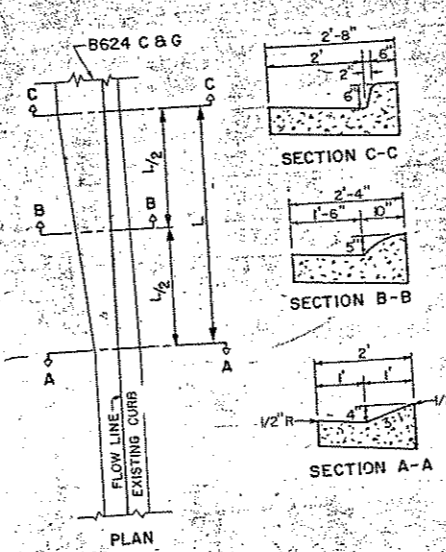 B624 C & G
C
C
B
B
L/2
L
L/2
A
A
FLOW LINE
EXISTING CURB
PLAN
2'-8"
2'
6"
2"
6"
SECTION C-C
2'-4"
1'-6"
10"
5"
SECTION B-B
2'
1'
1'
1/2"R
4"
3:1
SECTION A-A